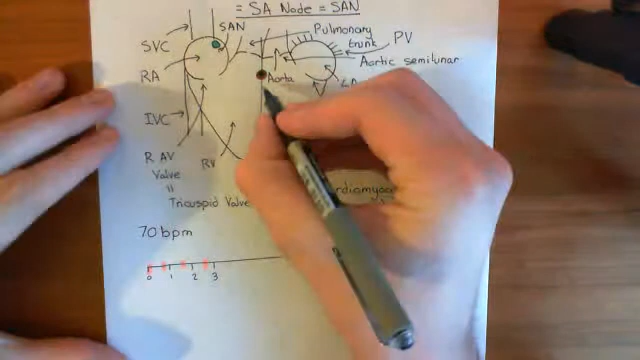 = SA Node = SAN
SAN
Pulmonary
trunk
PV
SVC
Aortic semilunar
RA
Aorta
LA
IVC
R AV
Valve
"
Tricuspid Valve
RV
70 bpm
0 1 2 3